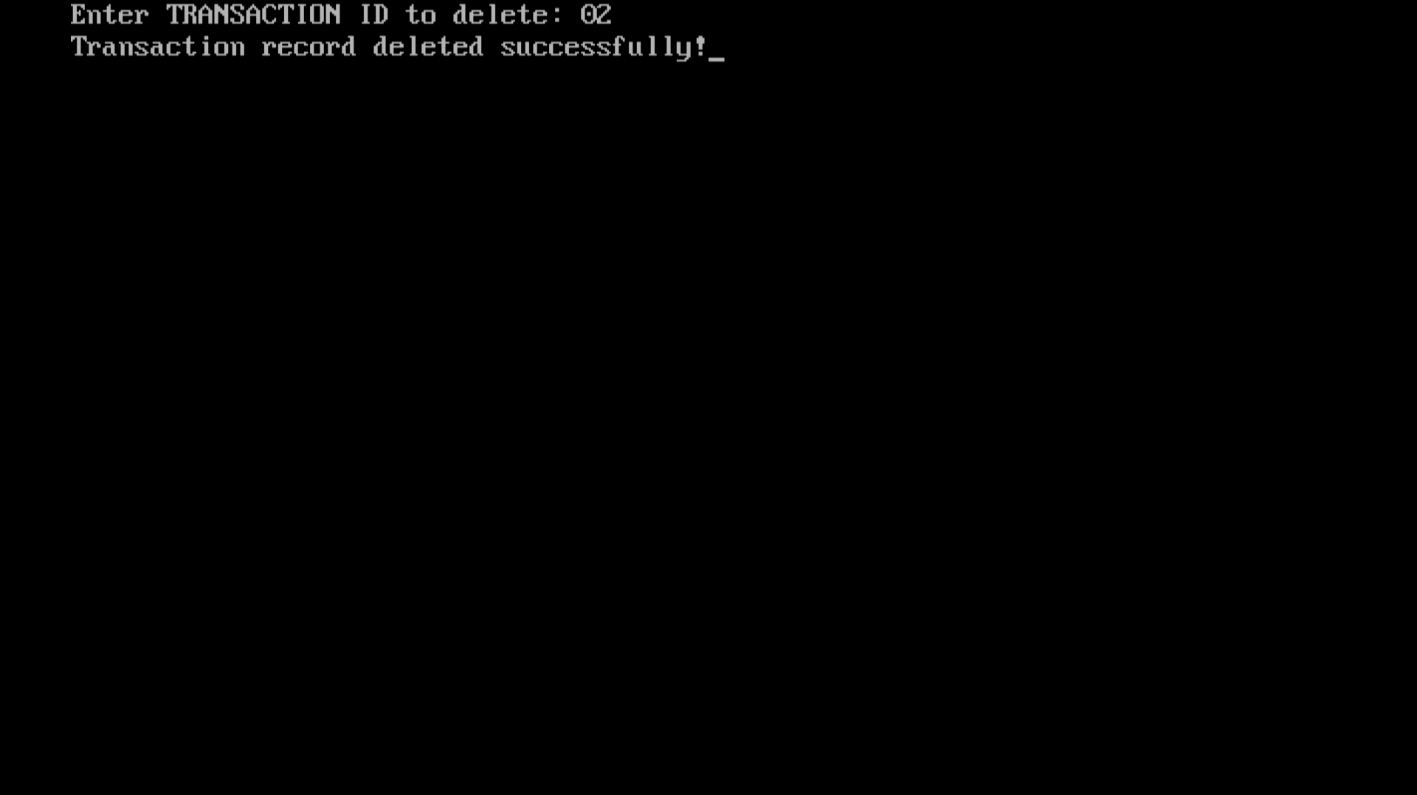 Enter TRANSACTION ID to delete: 02
Transaction record deleted successfully!_